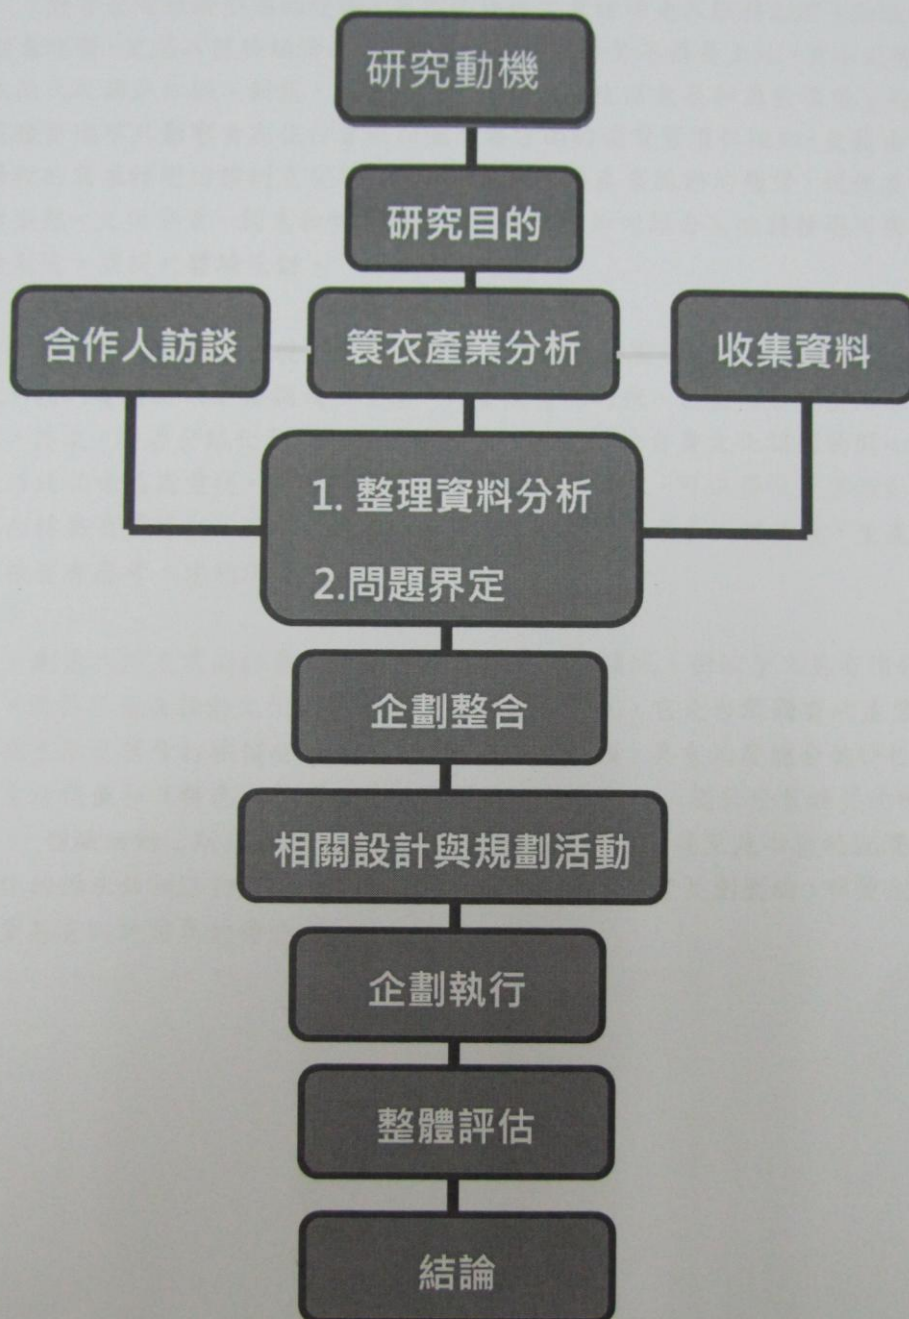 研究動機
研究目的
合作人訪談
簑衣產業分析
收集資料
1. 整理資料分析
2.問題界定
企劃整合
相關設計與規劃活動
企劃執行
整體評估
結論